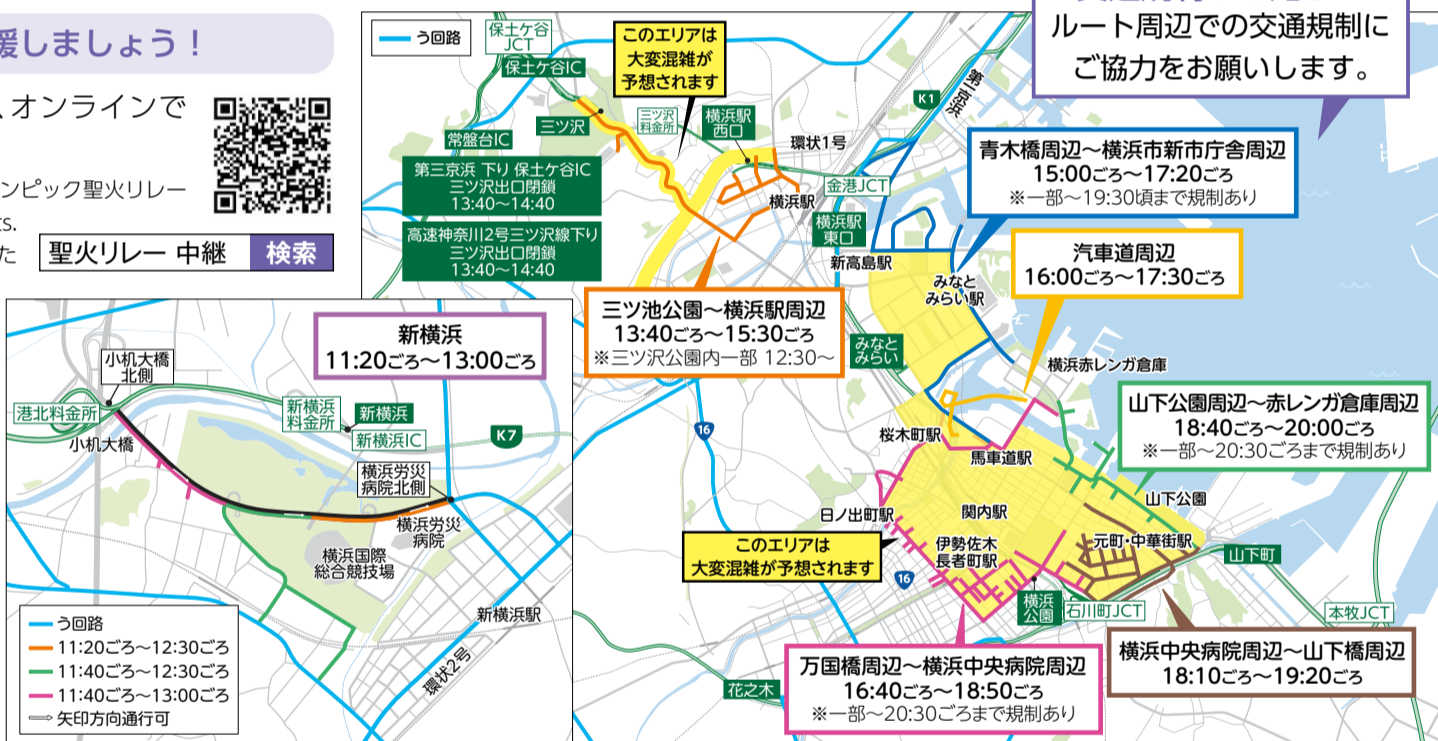 援しましょう！
、オンラインで
ンピック聖火リレー
ts.
た
聖火リレー 中継 検索
ルート周辺での交通規制に
ご協力をお願いします。
う回路
保土ケ谷
JCT
保土ケ谷IC
このエリアは
大変混雑が
予想されます
三ツ沢
三ツ沢
料金所
横浜駅
西口
環状1号
第一京浜
K1
常盤台IC
第三京浜 下り 保土ケ谷IC
三ツ沢出口閉鎖
13:40～14:40
高速神奈川2号三ツ沢線下り
三ツ沢出口閉鎖
13:40～14:40
横浜駅
金港JCT
横浜駅
東口
新高島駅
青木橋周辺～横浜市新市庁舎周辺
15:00ごろ～17:20ごろ
※一部～19:30頃まで規制あり
汽車道周辺
16:00ごろ～17:30ごろ
みなと
みらい駅
三ツ池公園～横浜駅周辺
13:40ごろ～15:30ごろ
※三ツ沢公園内一部 12:30～
みなと
みらい
横浜赤レンガ倉庫
山下公園周辺～赤レンガ倉庫周辺
18:40ごろ～20:00ごろ
※一部～20:30ごろまで規制あり
16
桜木町駅
馬車道駅
山下公園
日ノ出町駅
関内駅
このエリアは
大変混雑が予想されます
伊勢佐木
長者町駅
元町・中華街駅
山下町
16
横浜
公園
石川町JCT
本牧JCT
横浜中央病院周辺～山下橋周辺
18:10ごろ～19:20ごろ
万国橋周辺～横浜中央病院周辺
16:40ごろ～18:50ごろ
※一部～20:30ごろまで規制あり
花之木
新横浜
11:20ごろ～13:00ごろ
小机大橋
北側
港北料金所
小机大橋
新横浜
料金所
新横浜
新横浜IC
K7
横浜労災
病院北側
横浜労災
病院
横浜国際
総合競技場
新横浜駅
環状2号
う回路
11:20ごろ～12:30ごろ
11:40ごろ～12:30ごろ
11:40ごろ～13:00ごろ
矢印方向通行可